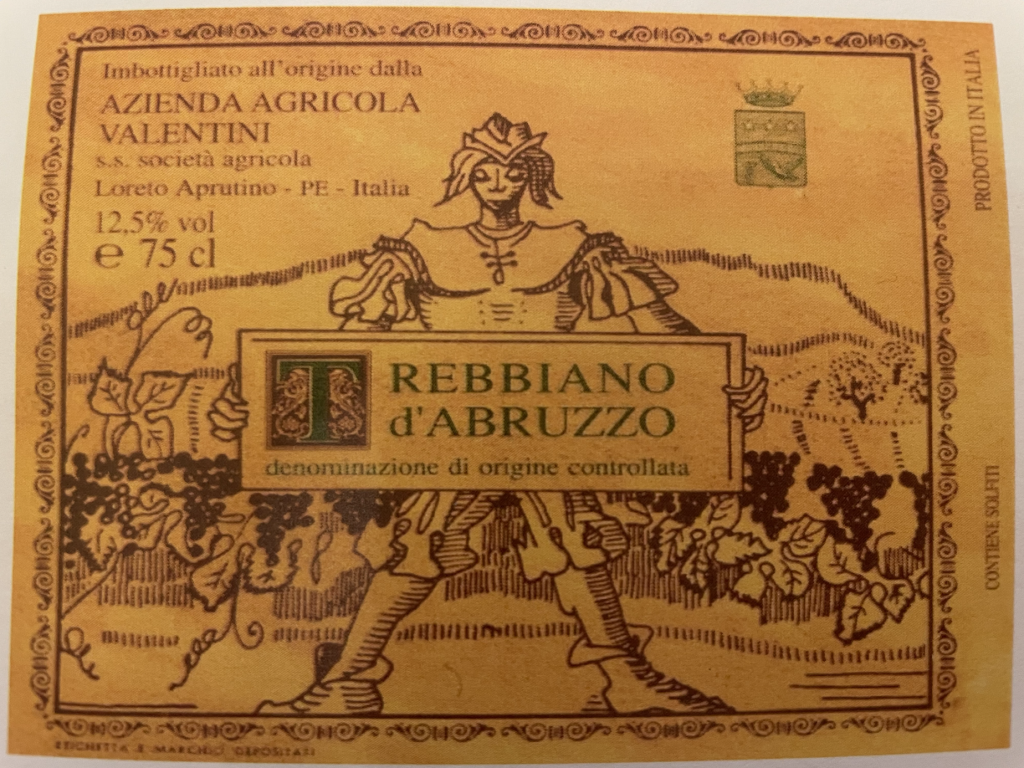 Imbottigliato all'origine dalla
AZIENDA AGRICOLA
VALENTINI
s.s. società agricola
Loreto Aprutino - PE - Italia
12,5% vol
℮ 75 cl
TREBBIANO
d'ABRUZZO
denominazione di origine controllata
PRODOTTO IN ITALIA
CONTIENE SOLFITI
ETICHETTA E MARCHIO DEPOSITATI